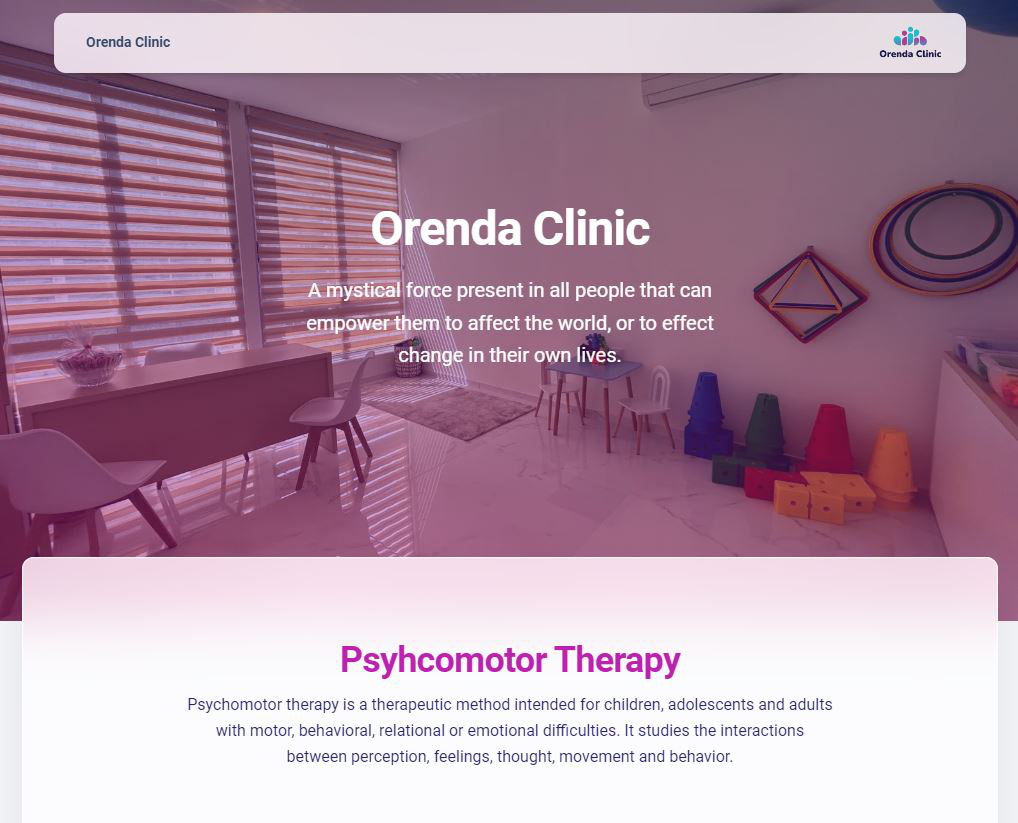 Orenda Clinic
Orenda Clinic
Orenda Clinic
A mystical force present in all people that can
empower them to affect the world, or to effect
change in their own lives.
Psyhcomotor Therapy
Psychomotor therapy is a therapeutic method intended for children, adolescents and adults
with motor, behavioral, relational or emotional difficulties. It studies the interactions
between perception, feelings, thought, movement and behavior.